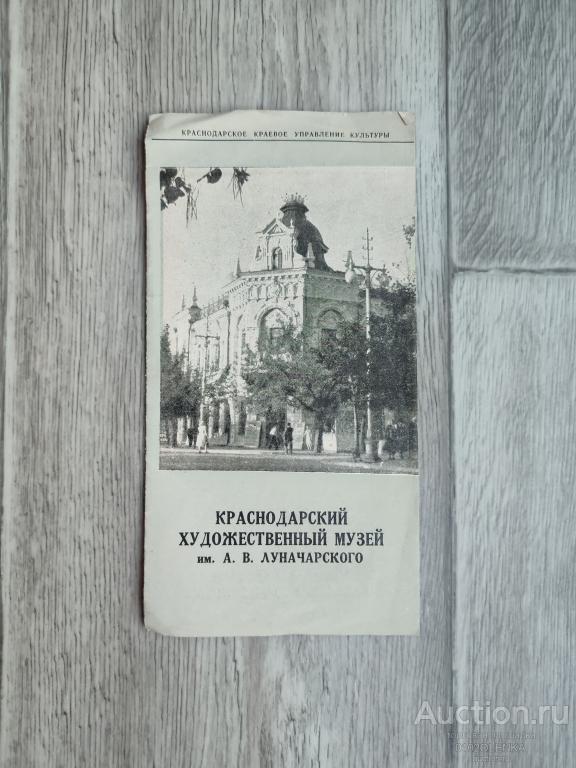 КРАСНОДАРСКОЕ КРАЕВОЕ УПРАВЛЕНИЕ КУЛЬТУРЫ
КРАСНОДАРСКИЙ
ХУДОЖЕСТВЕННЫЙ МУЗЕЙ
им. А. В. ЛУНАЧАРСКОГО
Auction.ru